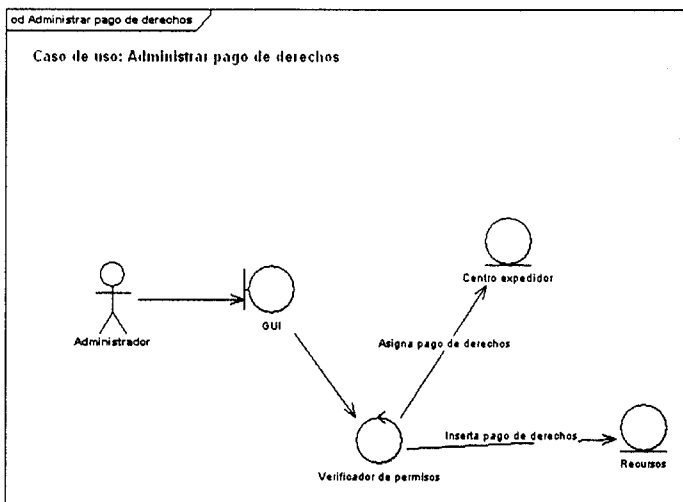 od Administrar pago de derechos
Caso de uso: Administrar pago de derechos
Centro expedidor
GUI
Administrador
Asigna pago de derechos
Inserta pago de derechos
Recursos
Verificador de permisos